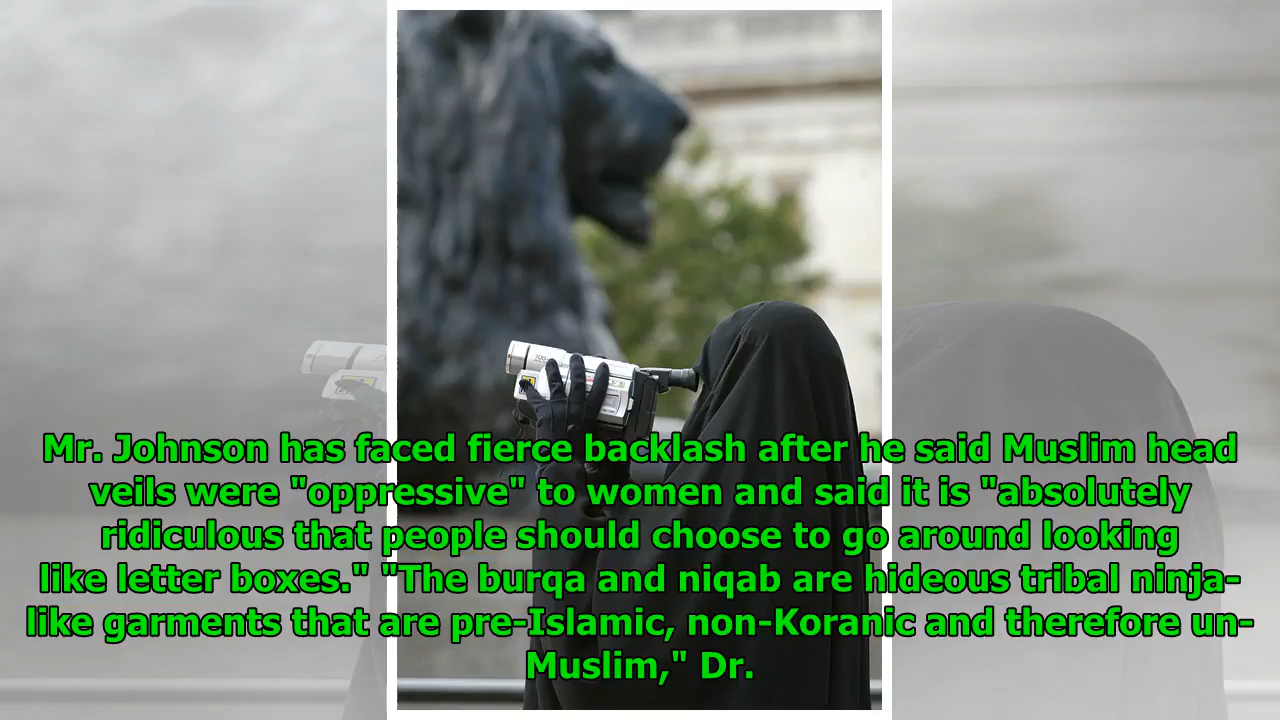 Mr. Johnson has faced fierce backlash after he said Muslim head
veils were "oppressive" to women and said it is "absolutely
ridiculous that people should choose to go around looking
like letter boxes." "The burqa and niqab are hideous tribal ninja-
like garments that are pre-Islamic, non-Koranic and therefore un-
Muslim," Dr.